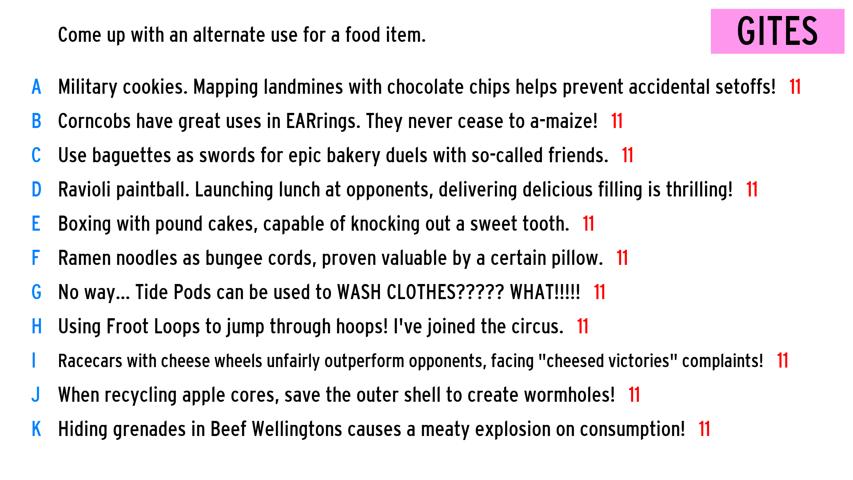 Come up with an alternate use for a food item.
GITES
A Military cookies. Mapping landmines with chocolate chips helps prevent accidental setoffs! 11
B Corncobs have great uses in EARrings. They never cease to a-maize! 11
C Use baguettes as swords for epic bakery duels with so-called friends. 11
D Ravioli paintball. Launching lunch at opponents, delivering delicious filling is thrilling! 11
E Boxing with pound cakes, capable of knocking out a sweet tooth. 11
F Ramen noodles as bungee cords, proven valuable by a certain pillow. 11
G No way... Tide Pods can be used to WASH CLOTHES????? WHAT!!!!! 11
H Using Froot Loops to jump through hoops! I've joined the circus. 11
I Racecars with cheese wheels unfairly outperform opponents, facing "cheesed victories" complaints! 11
J When recycling apple cores, save the outer shell to create wormholes! 11
K Hiding grenades in Beef Wellingtons causes a meaty explosion on consumption! 11